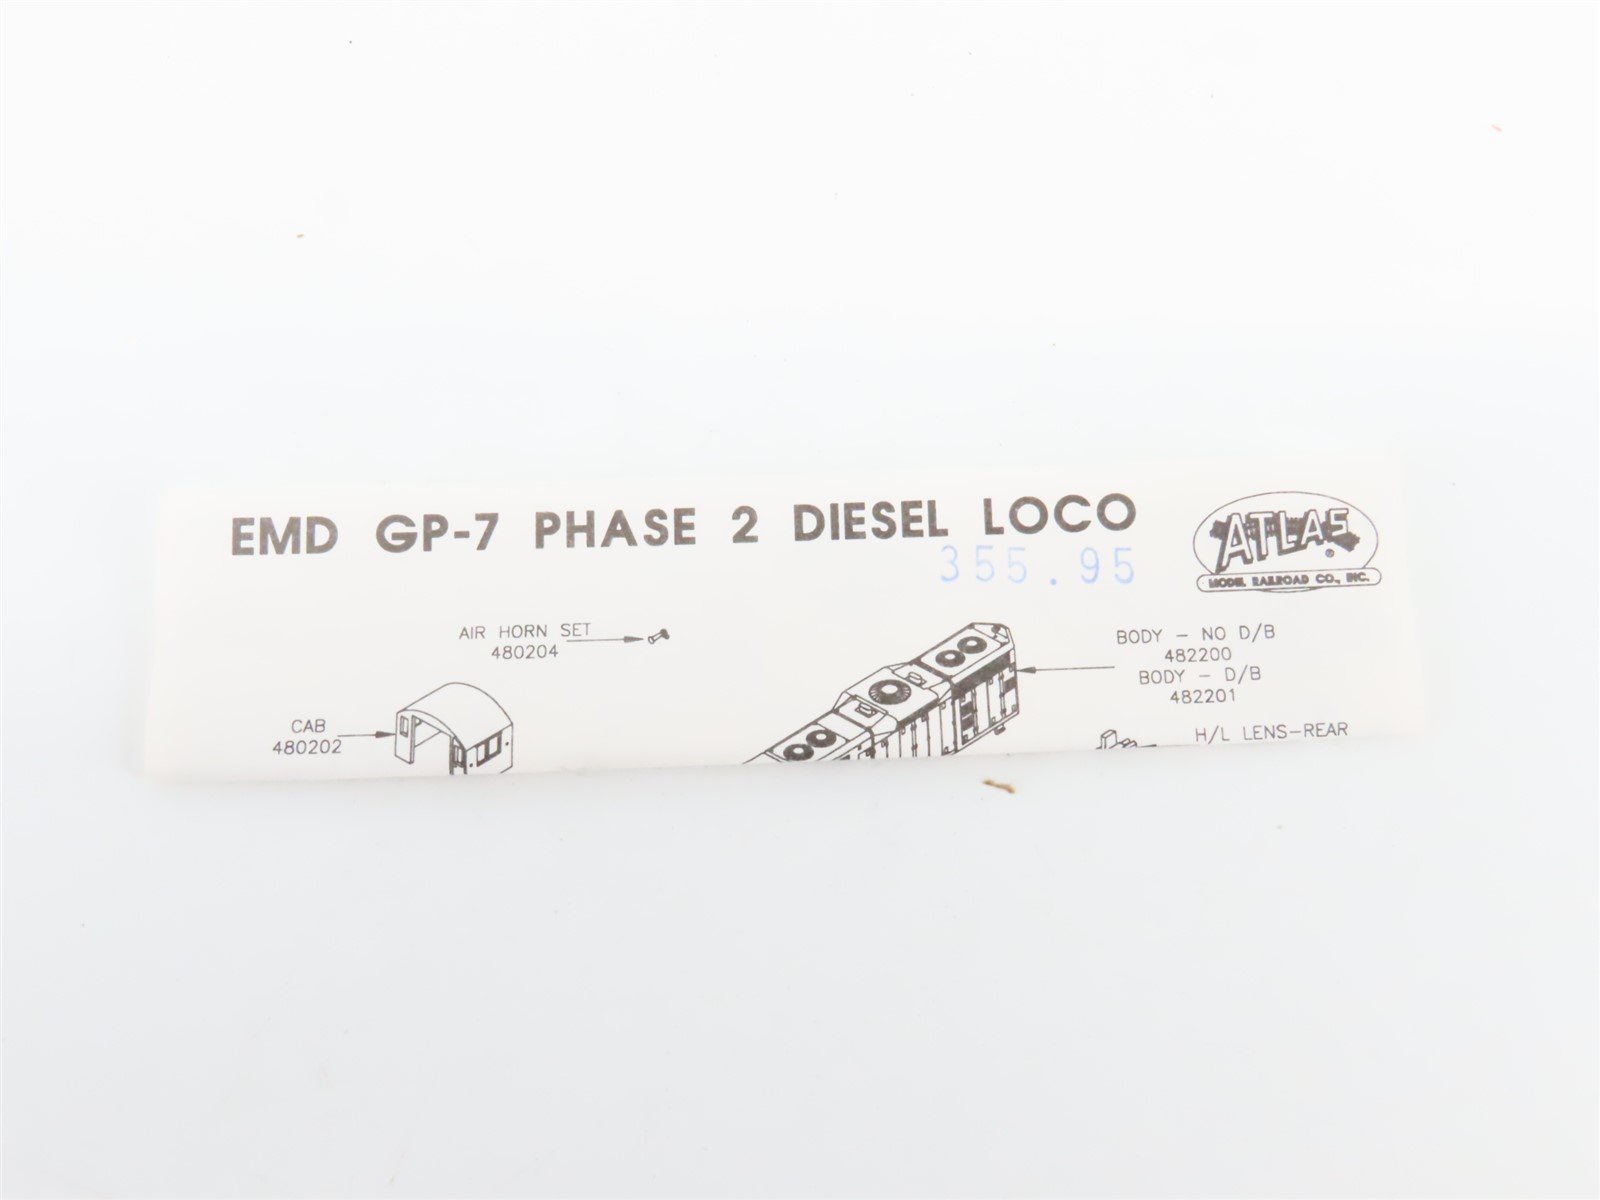 EMD GP-7 PHASE 2 DIESEL LOCO
355.95
ATLAS
®
MODEL RAILROAD CO., INC.
AIR HORN SET
480204
BODY - NO D/B
482200
BODY - D/B
482201
CAB
480202
H/L LENS-REAR